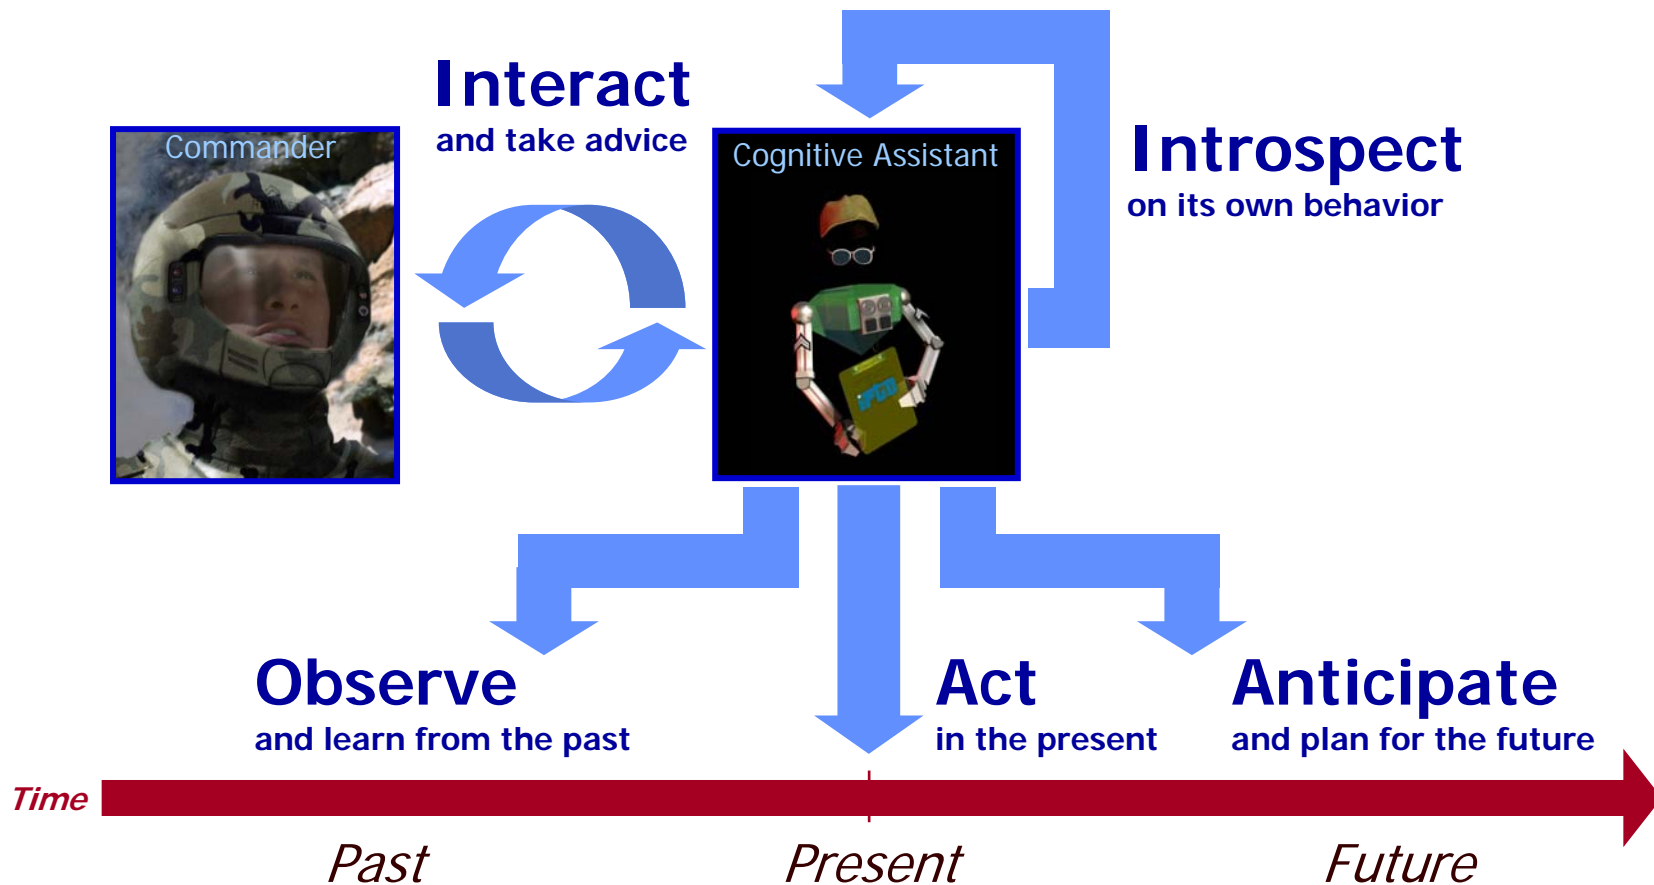 Interact
and take advice
Commander
Cognitive Assistant
Introspect
on its own behavior
ipto
Observe
and learn from the past
Act
in the present
Anticipate
and plan for the future
Time
Past
Present
Future